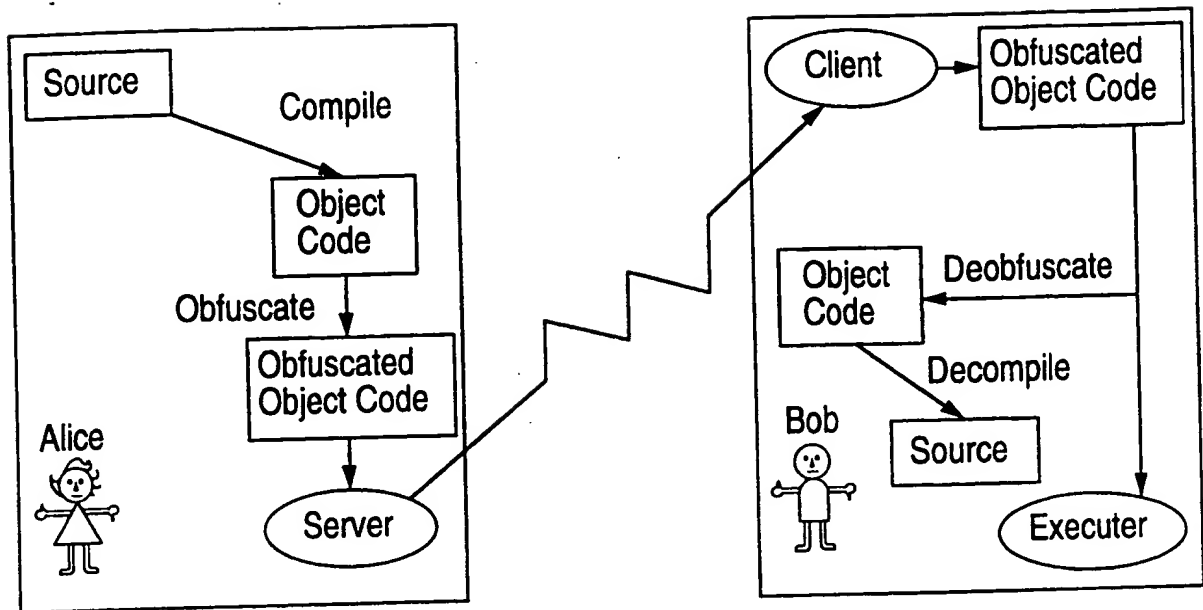 Source
Compile
Object
Code
Obfuscate
Obfuscated
Object Code
Alice
Server
Client
Obfuscated
Object Code
Object
Code
Deobfuscate
Decompile
Bob
Source
Executer